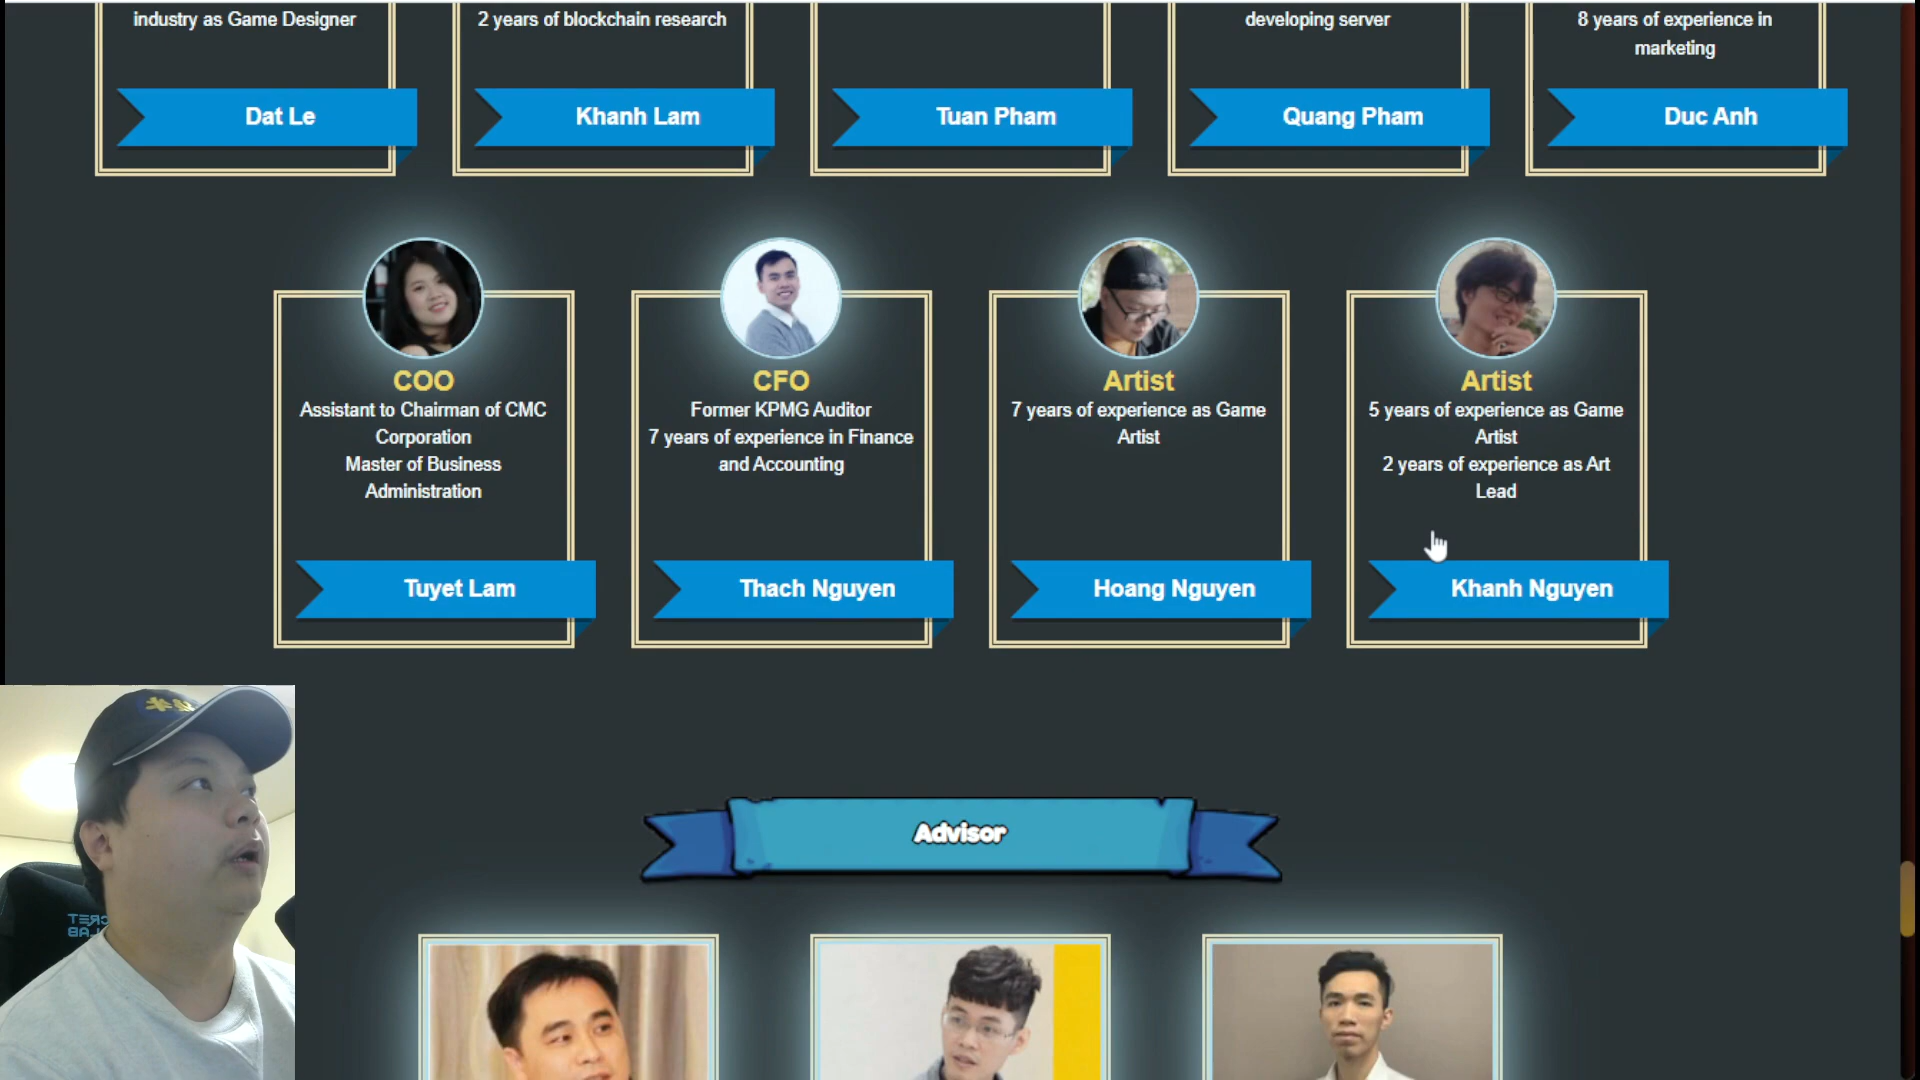 industry as Game Designer
2 years of blockchain research
developing server
8 years of experience in
marketing
Dat Le
Khanh Lam
Tuan Pham
Quang Pham
Duc Anh
COO
Assistant to Chairman of CMC
Corporation
Master of Business
Administration
Tuyet Lam
CFO
Former KPMG Auditor
7 years of experience in Finance
and Accounting
Thach Nguyen
Artist
7 years of experience as Game
Artist
Hoang Nguyen
Artist
5 years of experience as Game
Artist
2 years of experience as Art
Lead
Khanh Nguyen
Advisor